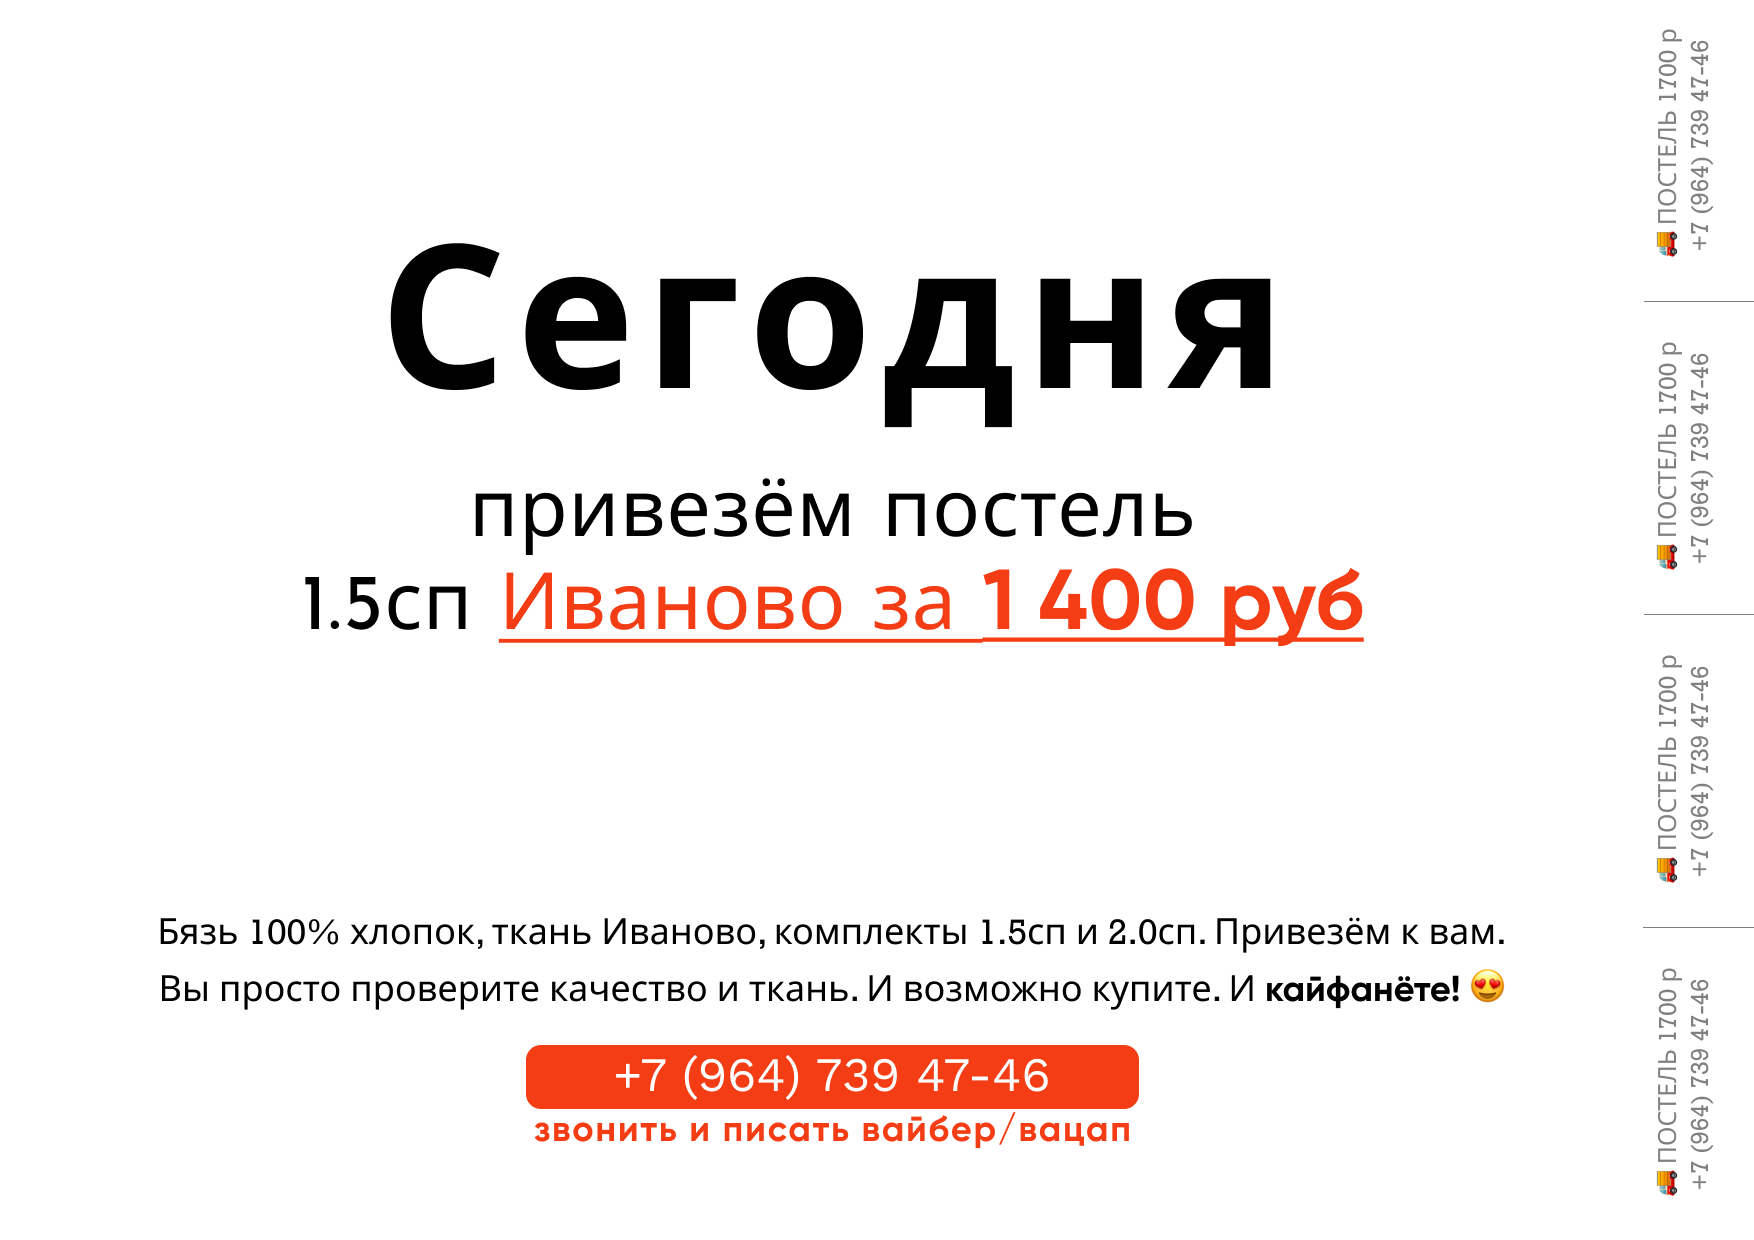 Сегодня
привезём постель
1.5сп Иваново за 1 400 руб
Бязь 100% хлопок, ткань Иваново, комплекты 1.5сп и 2.0сп. Привезём к вам.
Вы просто проверите качество и ткань. И возможно купите. И кайфанёте! 😍
+7 (964) 739 47-46
звонить и писать вайбер/вацап
🚚 ПОСТЕЛЬ 1700 р
+7 (964) 739 47-46
🚚 ПОСТЕЛЬ 1700 р
+7 (964) 739 47-46
🚚 ПОСТЕЛЬ 1700 р
+7 (964) 739 47-46
🚚 ПОСТЕЛЬ 1700 р
+7 (964) 739 47-46